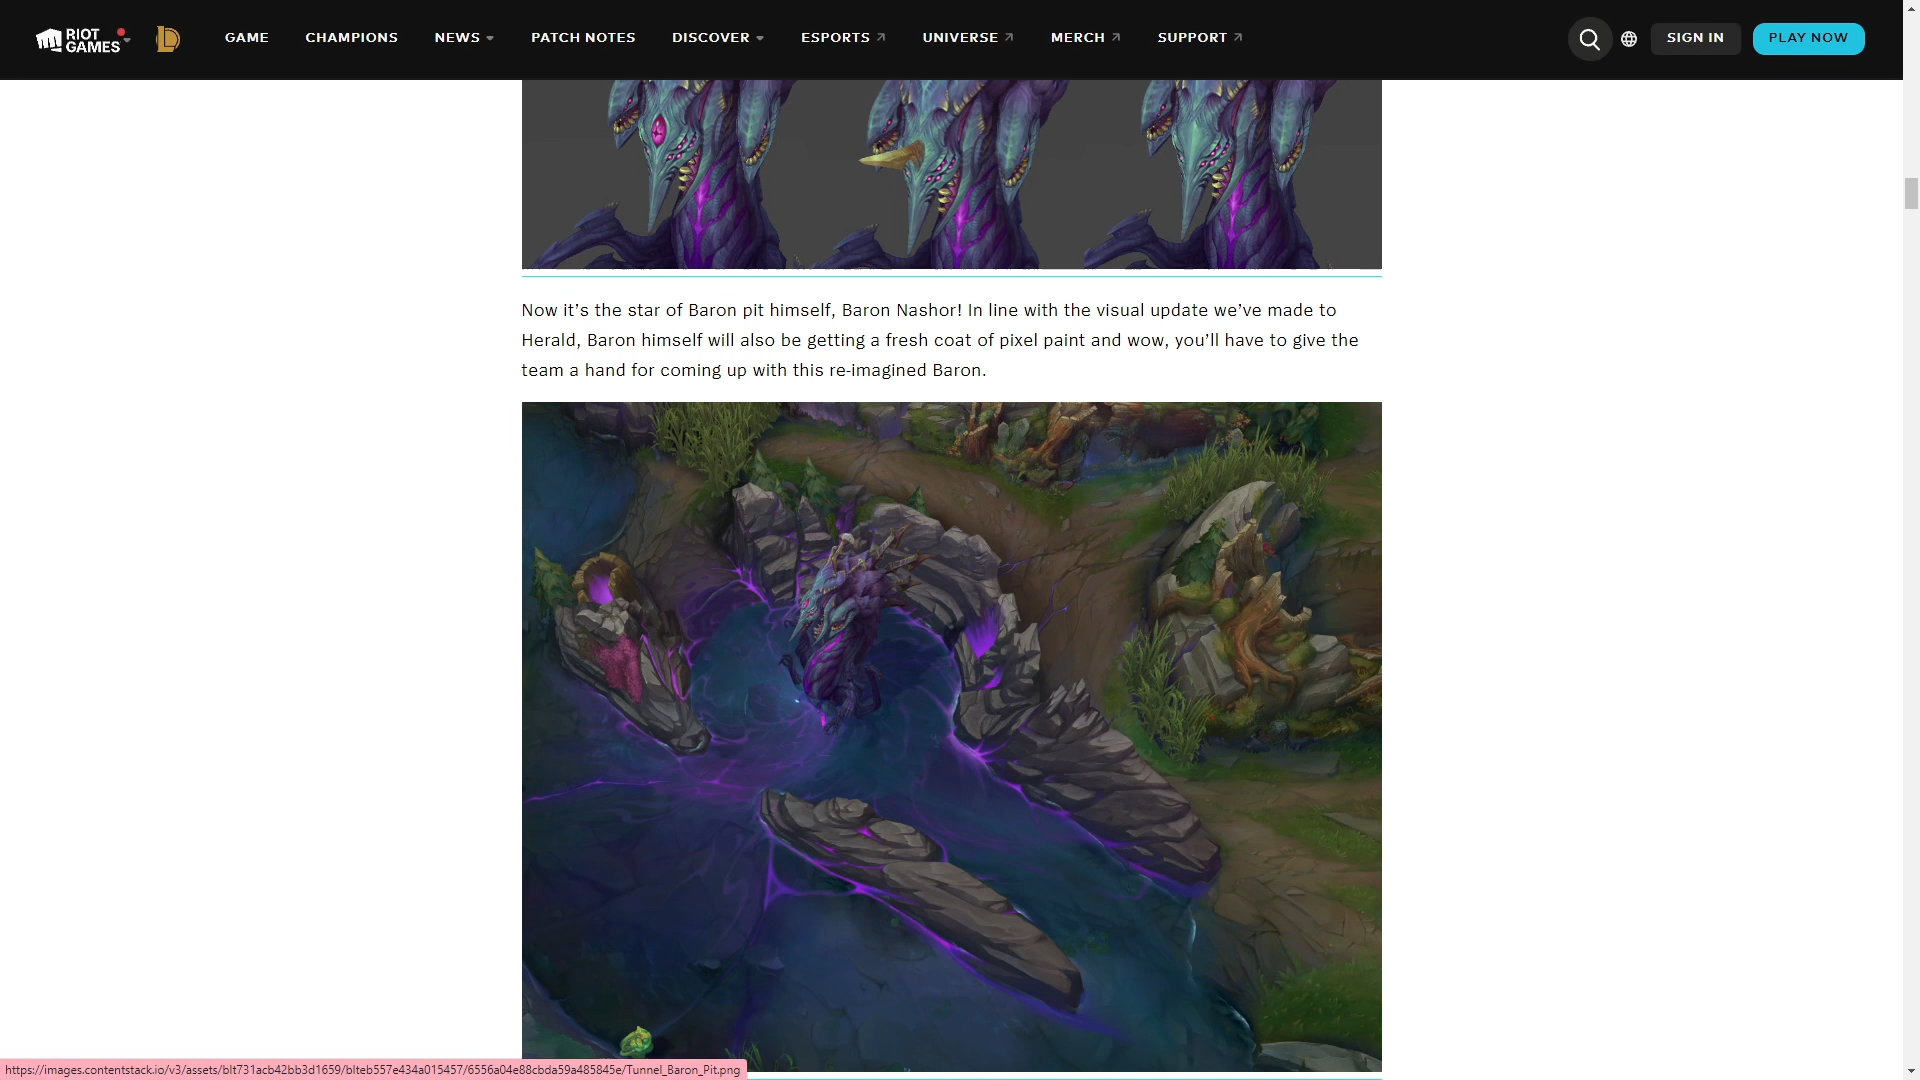 RIOT
GAMES
GAME CHAMPIONS NEWS PATCH NOTES DISCOVER ESPORTS UNIVERSE MERCH SUPPORT SIGN IN PLAY NOW
Now it’s the star of Baron pit himself, Baron Nashor! In line with the visual update we’ve made to
Herald, Baron himself will also be getting a fresh coat of pixel paint and wow, you’ll have to give the
team a hand for coming up with this re-imagined Baron.
https://images.contentstack.io/v3/assets/blt731acb42bb3d1659/blteb557e434a015457/6556a04e88cbda59a485845e/Tunnel_Baron_Pit.png